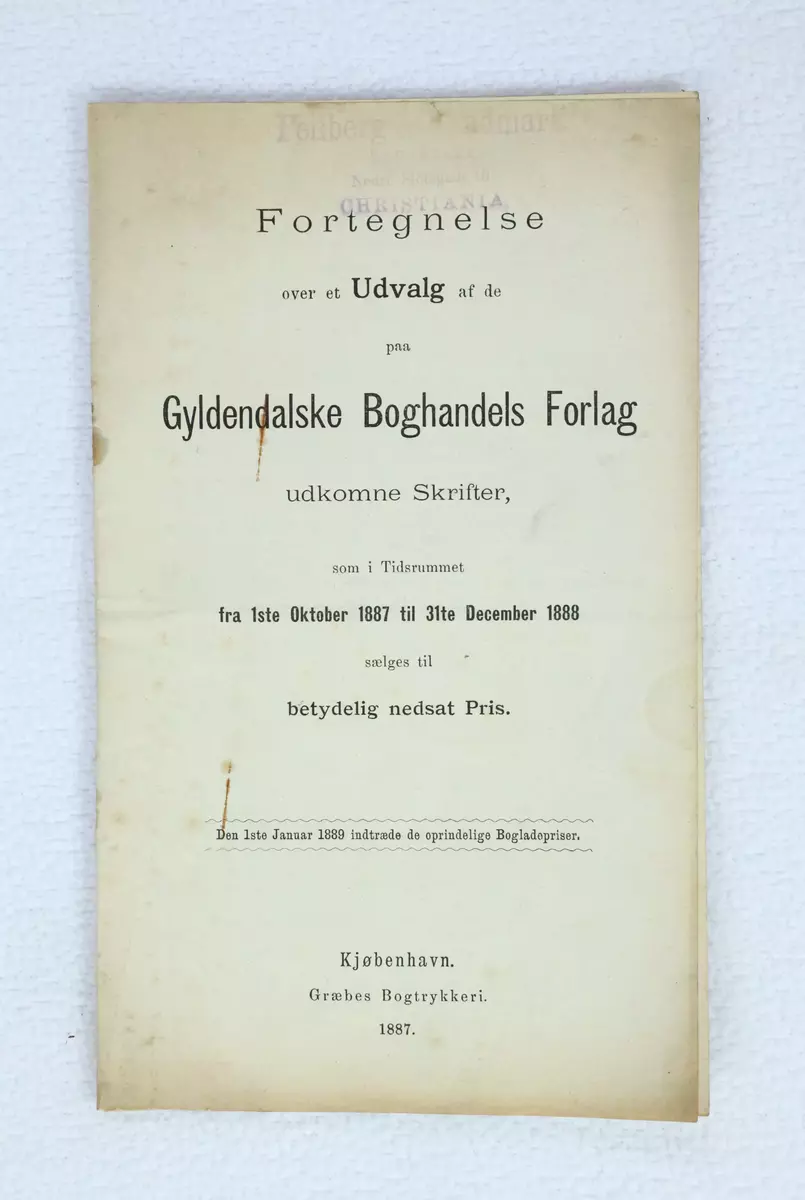 CHRISTIANIA.
Fortegnelse
over et Udvalg af de
paa
Gyldendalske Boghandels Forlag
udkomne Skrifter,
som i Tidsrummet
fra 1ste Oktober 1887 til 31te December 1888
sælges til
betydelig nedsat Pris.
Den 1ste Januar 1889 indtræde de oprindelige Bogladepriser.
Kjøbenhavn.
Græbes Bogtrykkeri.
1887.